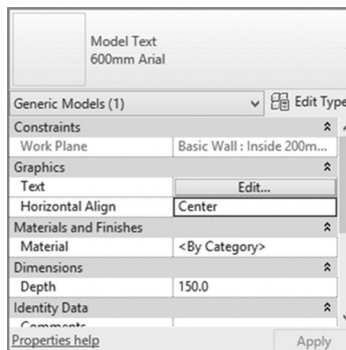 Model Text
600mm Arial
Generic Models (1)
Edit Type
Constraints
Work Plane Basic Wall : Inside 200m...
Graphics
Text Edit...
Horizontal Align Center
Materials and Finishes
Material <By Category>
Dimensions
Depth 150.0
Identity Data
Comments
Properties help Apply